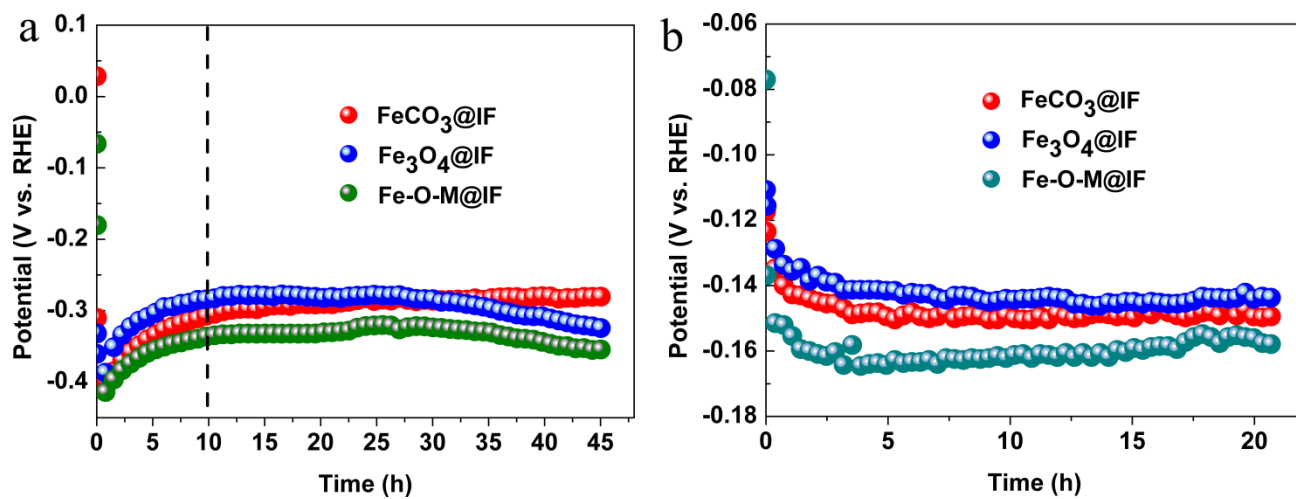 a
Potential (V vs. RHE)
0.1
0.0
-0.1
-0.2
-0.3
-0.4
FeCO3@IF
Fe3O4@IF
Fe-O-M@IF
0 5 10 15 20 25 30 35 40 45
Time (h)
b
Potential (V vs. RHE)
-0.06
-0.08
-0.10
-0.12
-0.14
-0.16
-0.18
FeCO3@IF
Fe3O4@IF
Fe-O-M@IF
0 5 10 15 20
Time (h)